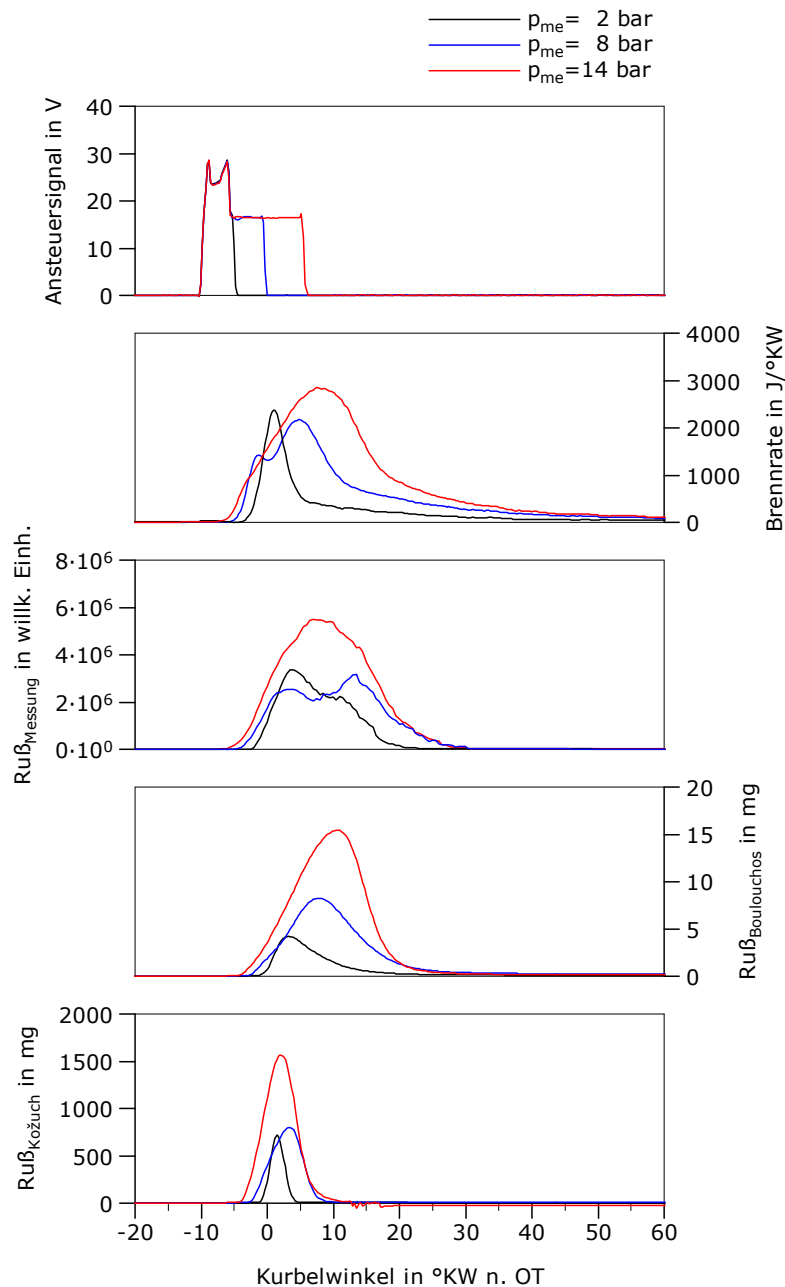 p_me= 2 bar
p_me= 8 bar
p_me=14 bar
Ansteuersignal in V
40
30
20
10
0
Brennrate in J/°KW
4000
3000
2000
1000
0
Ruß_Messung in willk. Einh.
8·10⁶
6·10⁶
4·10⁶
2·10⁶
0·10⁰
Ruß_Boulouchos in mg
20
15
10
5
0
Ruß_Kožuch in mg
2000
1500
1000
500
0
-20 -10 0 10 20 30 40 50 60
Kurbelwinkel in °KW n. OT